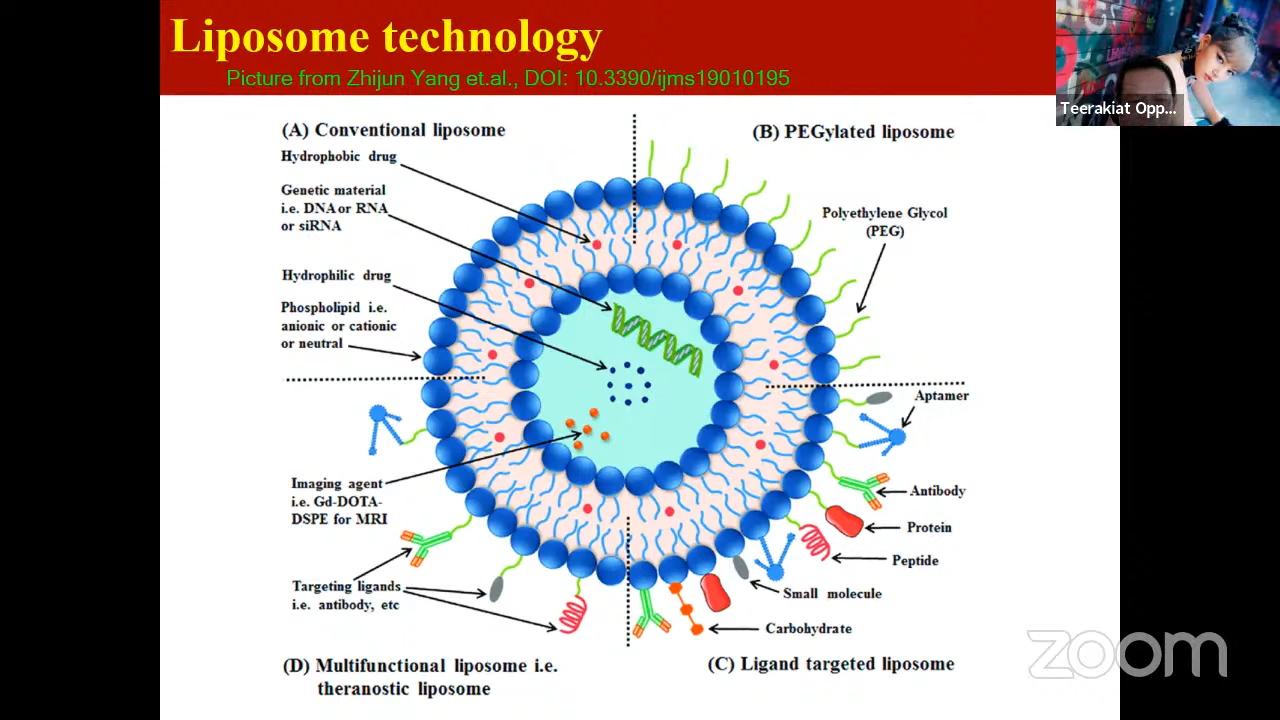 Liposome technology
Picture from Zhijun Yang et.al., DOI: 10.3390/ijms19010195
Teerakiat Opp...
(A) Conventional liposome
(B) PEGylated liposome
Hydrophobic drug
Genetic material
i.e. DNA or RNA
or siRNA
Polyethylene Glycol
(PEG)
Hydrophilic drug
Phospholipid i.e.
anionic or cationic
or neutral
Aptamer
Imaging agent
i.e. Gd-DOTA-
DSPE for MRI
Antibody
Protein
Peptide
Targeting ligands
i.e. antibody, etc
Small molecule
Carbohydrate
(D) Multifunctional liposome i.e.
theranostic liposome
(C) Ligand targeted liposome
zoom